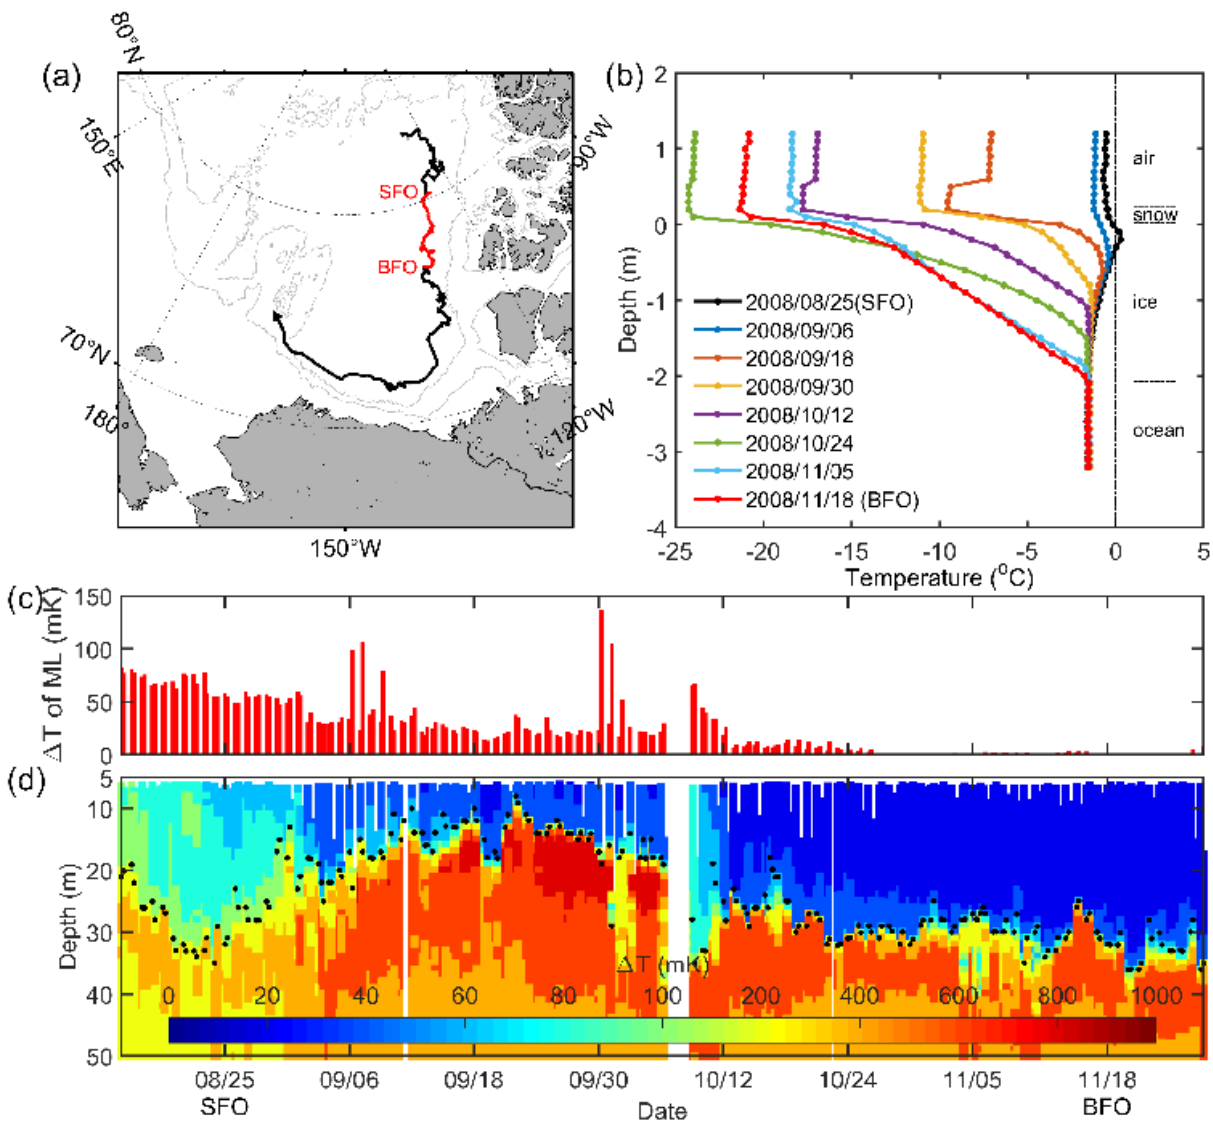 (a)
80°N
150°E
90°W
SFO
BFO
70°N
180
120°W
150°W
(b)
2
1
0
-1
-2
-3
-4
Depth (m)
air
snow
ice
ocean
2008/08/25(SFO)
2008/09/06
2008/09/18
2008/09/30
2008/10/12
2008/10/24
2008/11/05
2008/11/18 (BFO)
-25 -20 -15 -10 -5 0 5
Temperature (°C)
(c)
ΔT of ML (mK)
150
100
50
0
(d)
Depth (m)
5
10
20
30
40
50
ΔT (mK)
0 20 40 60 80 100 200 400 600 800 1000
08/25 09/06 09/18 09/30 10/12 10/24 11/05 11/18
SFO BFO
Date